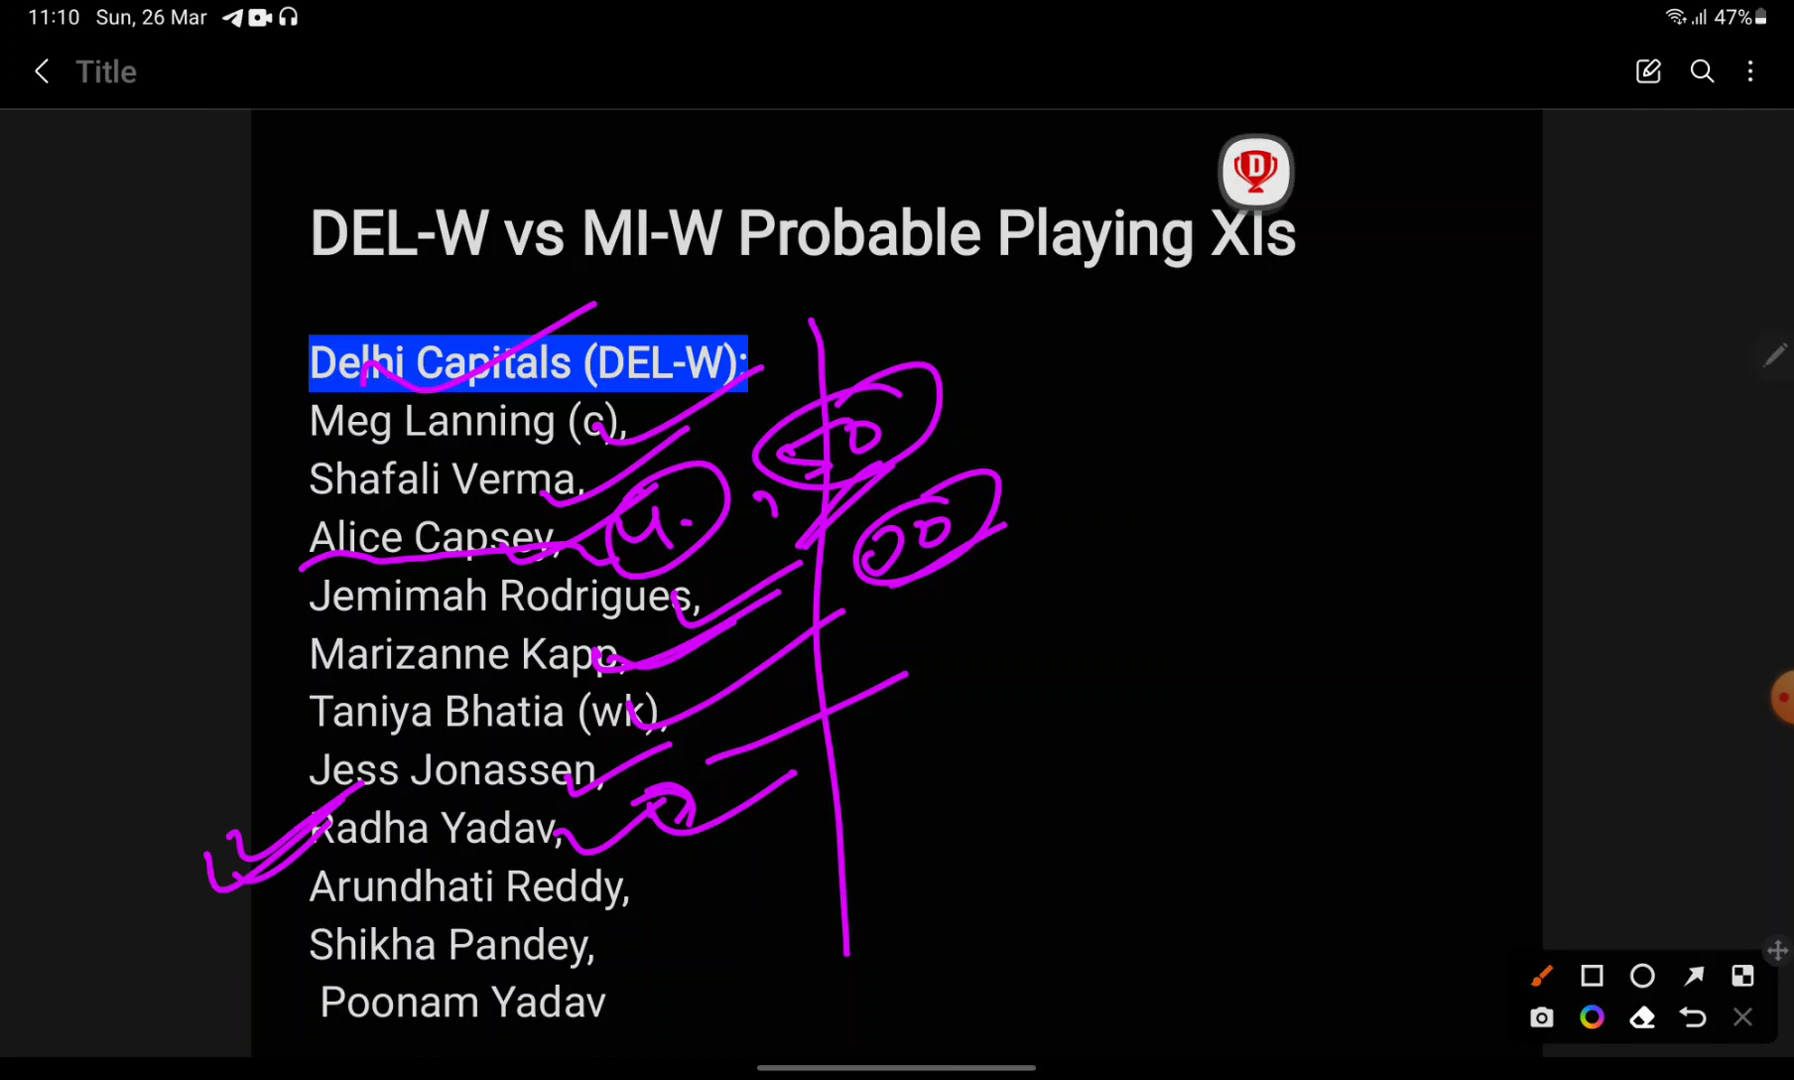 11:10 Sun, 26 Mar 47%
Title
D
DEL-W vs MI-W Probable Playing XIs
Delhi Capitals (DEL-W):
Meg Lanning (c),
Shafali Verma,
Alice Capsey,
Jemimah Rodrigues,
Marizanne Kapp,
Taniya Bhatia (wk),
Jess Jonassen,
Radha Yadav,
Arundhati Reddy,
Shikha Pandey,
Poonam Yadav